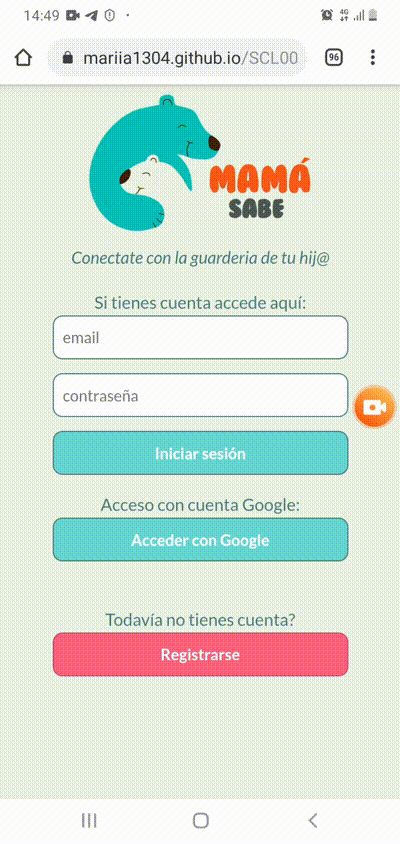 14:49
4G
mariia1304.github.io/SCL00
96
MAMÁ
SABE
Conectate con la guarderia de tu hij@
Si tienes cuenta accede aquí:
email
contraseña
Iniciar sesión
Acceso con cuenta Google:
Acceder con Google
Todavía no tienes cuenta?
Registrarse